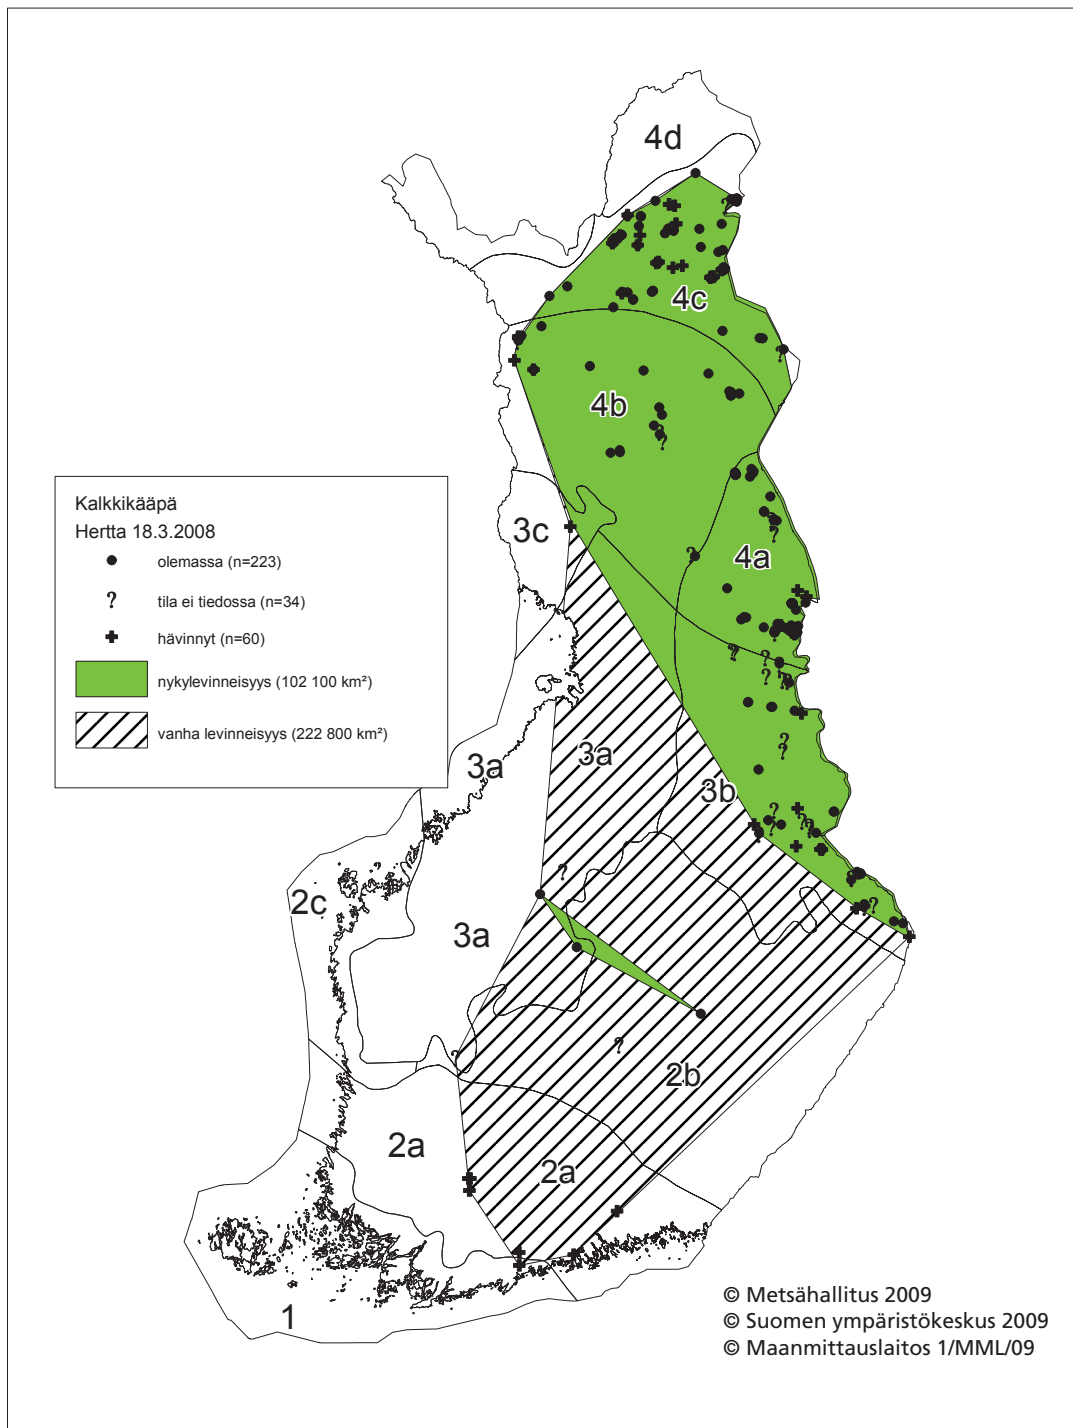 4d
4c
4b
Kalkkikääpä
Hertta 18.3.2008
olemassa (n=223)
? tila ei tiedossa (n=34)
hävinnyt (n=60)
nykylevinneisyys (102 100 km²)
vanha levinneisyys (222 800 km²)
3c
4a
3a
3a
3b
2c
3a
2b
2a
2a
1
© Metsähallitus 2009
© Suomen ympäristökeskus 2009
© Maanmittauslaitos 1/MML/09